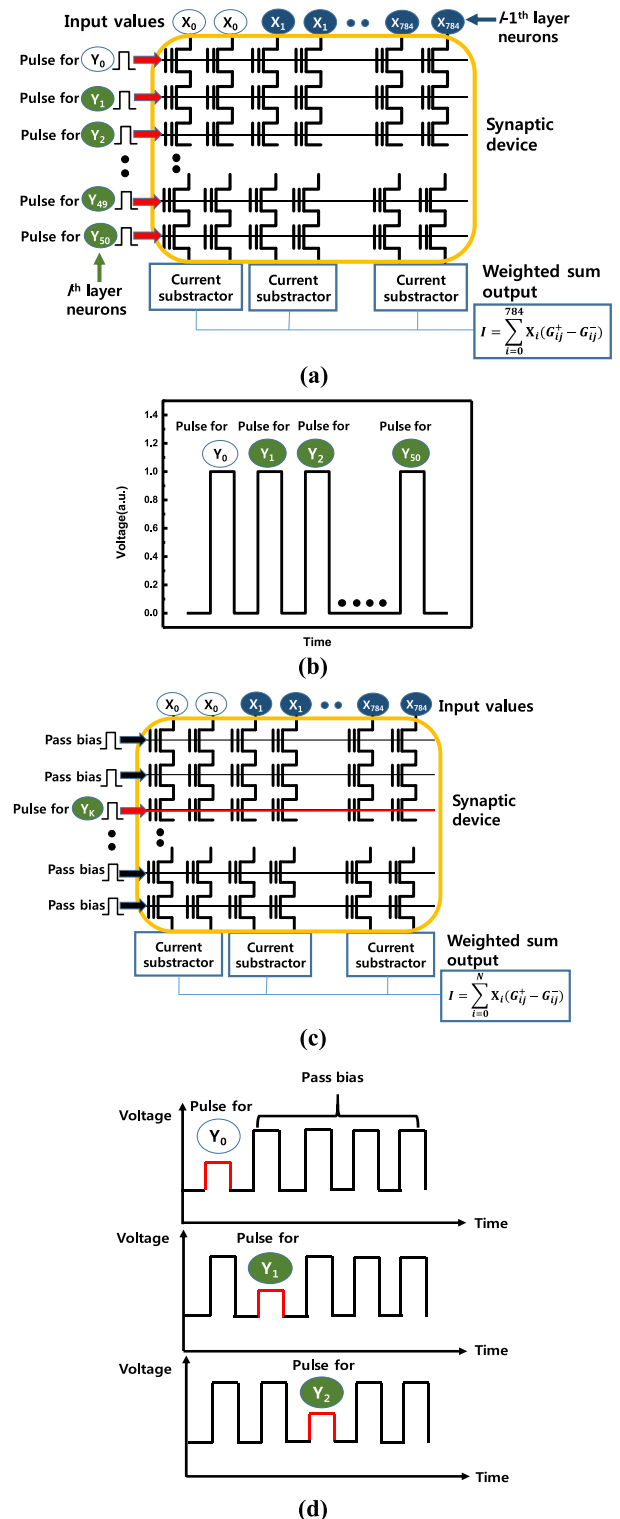 Input values X0 X0 X1 X1 X784 X784 l-1th layer neurons
Pulse for Y0
Pulse for Y1
Pulse for Y2
Synaptic device
Pulse for Y49
Pulse for Y50
lth layer neurons
Current substractor Current substractor Current substractor
Weighted sum output
I = ∑_{i=0}^{784} X_i(G_{ij}^+ − G_{ij}^-)
(a)
1.4
1.2
1.0
0.8
0.6
0.4
0.2
0.0
Voltage(a.u.)
Pulse for Pulse for Pulse for Pulse for
Y0 Y1 Y2 Y50
Time
(b)
X0 X0 X1 X1 X784 X784 Input values
Pass bias
Pass bias
Pulse for YK
Synaptic device
Pass bias
Pass bias
Current substractor Current substractor Current substractor
Weighted sum output
I = ∑_{i=0}^{N} X_i(G_{ij}^+ − G_{ij}^-)
(c)
Pass bias
Voltage
Pulse for
Y0
Time
Voltage
Pulse for
Y1
Time
Voltage
Pulse for
Y2
Time
(d)